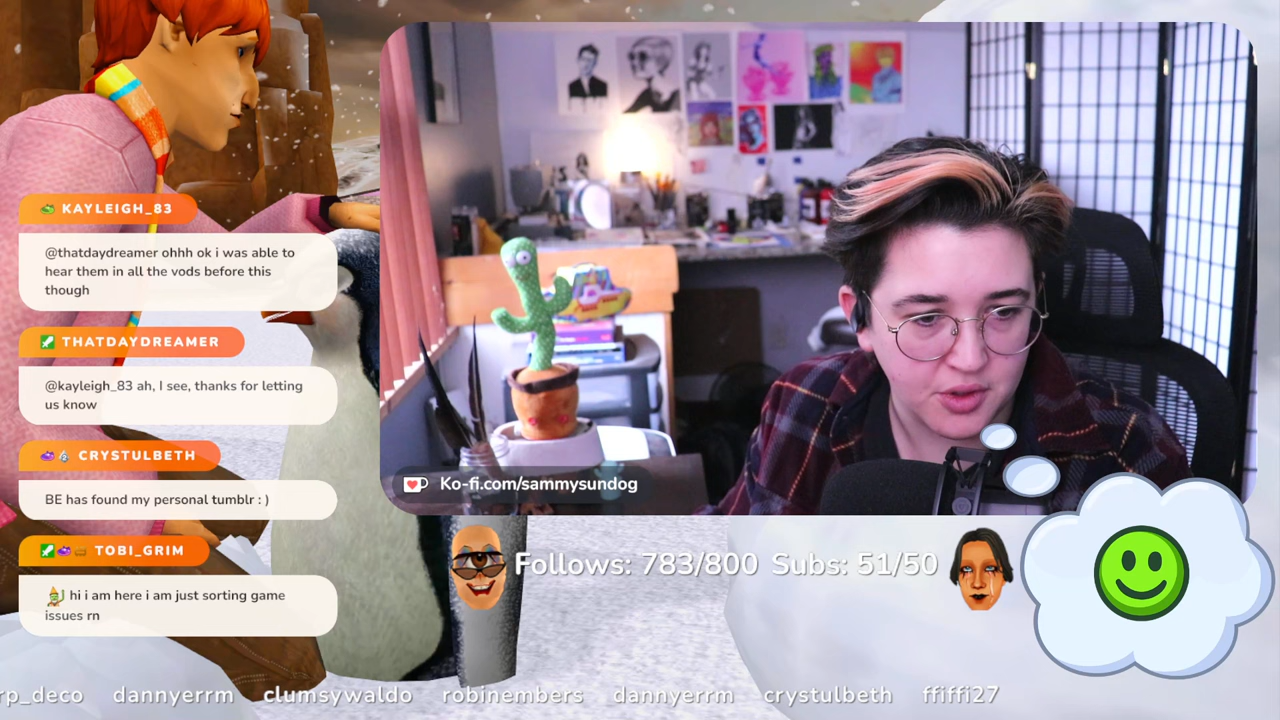 KAYLEIGH_83
@thatdaydreamer ohhh ok i was able to
hear them in all the vods before this
though
THATDAYDREAMER
@kayleigh_83 ah, I see, thanks for letting
us know
CRYSTULBETH
BE has found my personal tumblr : )
TOBI_GRIM
hi i am here i am just sorting game
issues rn
Ko-fi.com/sammysundog
Follows: 783/800 Subs: 51/50
rp_deco dannyerrm clumsywaldo robinembers dannyerrm crystulbeth ffiffi27